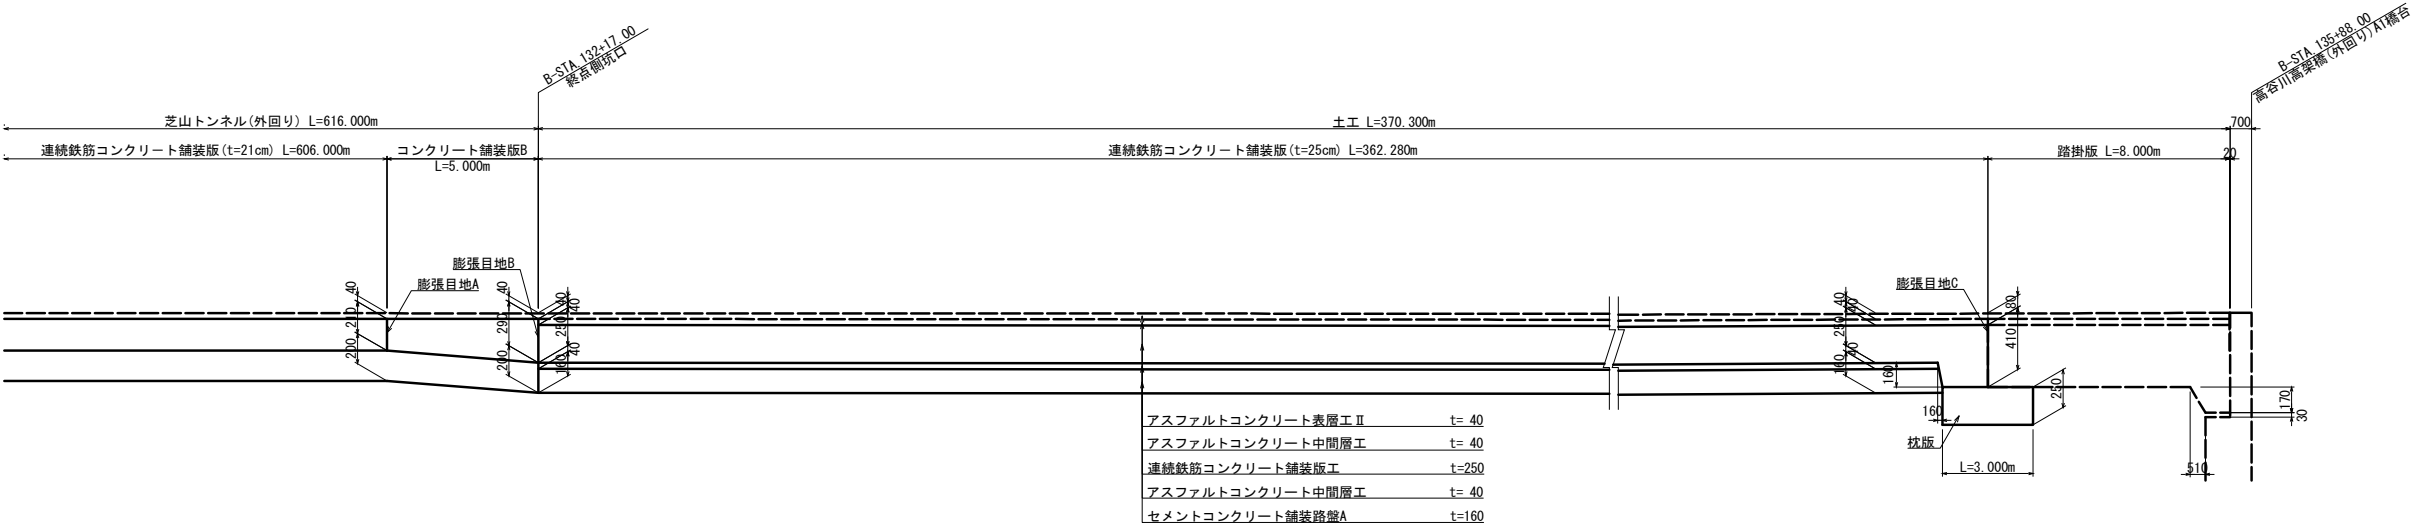 B-STA.132+17.00
終点側坑口
B-STA.135+88.00
高谷川高架橋(外回り)A1橋台
芝山トンネル(外回り) L=616.000m
土工 L=370.300m
700
連続鉄筋コンクリート舗装版(t=21cm) L=606.000m
コンクリート舗装版B
L=5.000m
連続鉄筋コンクリート舗装版(t=25cm) L=362.280m
踏掛版 L=8.000m
20
膨張目地B
膨張目地A
膨張目地C
40
210
200
40
290
200
40
40
250
40
160
40
40
250
40
160
80
410
160
160
250
170
30
510
枕版
L=3.000m
アスファルトコンクリート表層工Ⅱ t= 40
アスファルトコンクリート中間層工 t= 40
連続鉄筋コンクリート舗装版工 t=250
アスファルトコンクリート中間層工 t= 40
セメントコンクリート舗装路盤A t=160